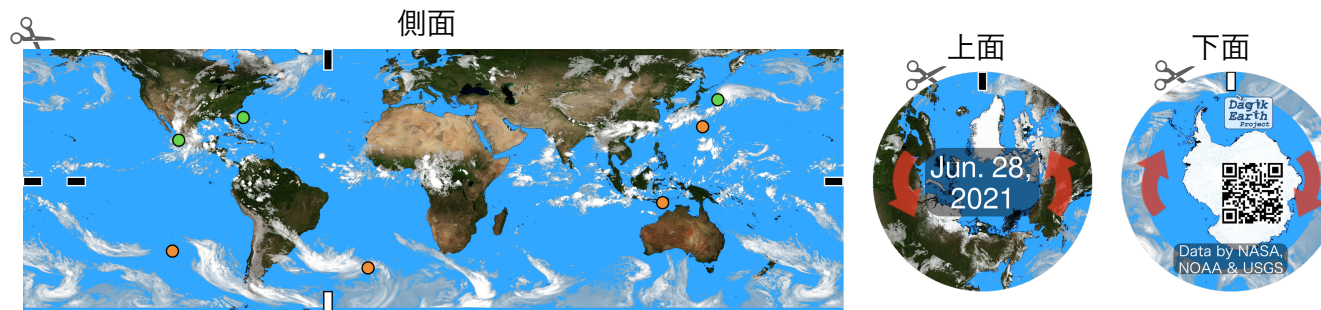 側面
上面
下面
Jun. 28,
2021
Dagik
Earth
Project
Data by NASA,
NOAA & USGS